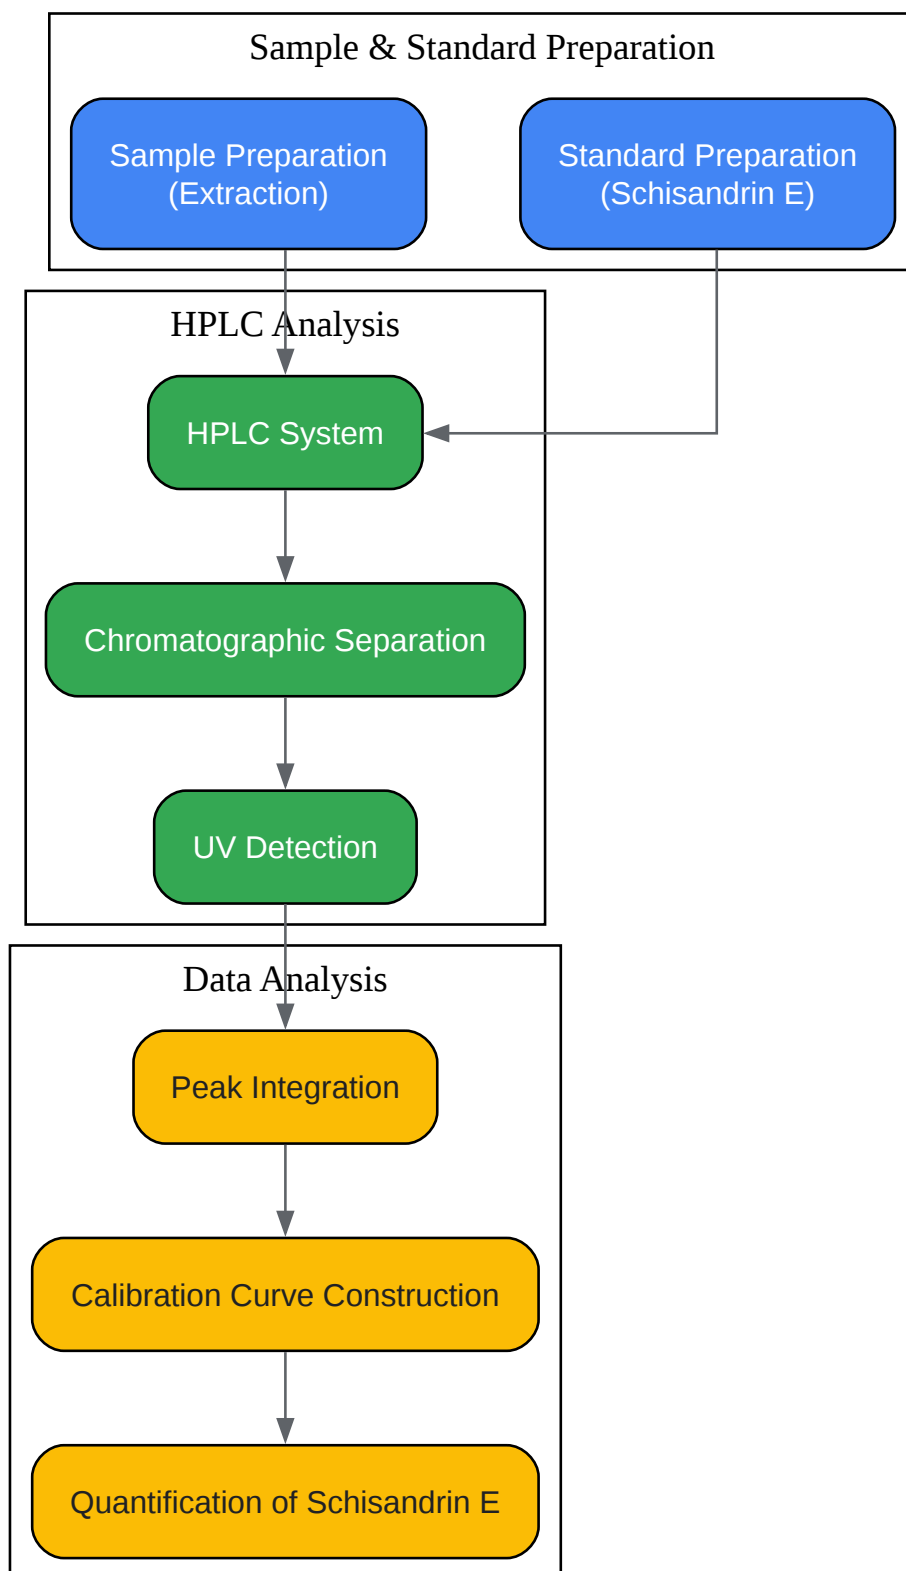 Sample & Standard Preparation
Sample Preparation
(Extraction)
Standard Preparation
(Schisandrin E)
HPLC Analysis
HPLC System
Chromatographic Separation
UV Detection
Data Analysis
Peak Integration
Calibration Curve Construction
Quantification of Schisandrin E